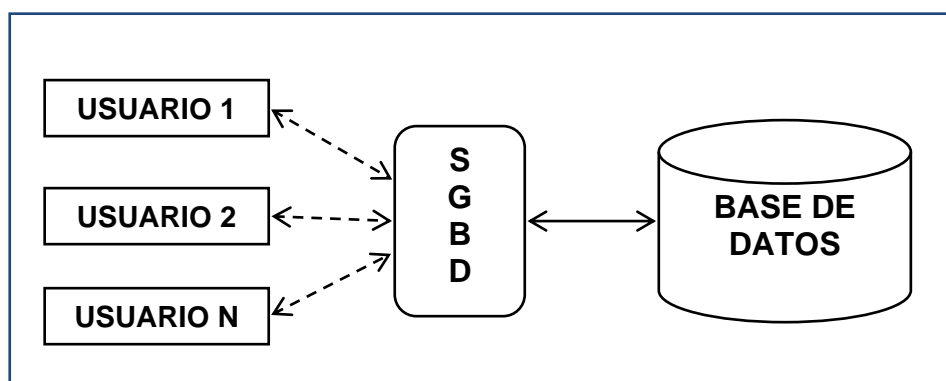 USUARIO 1
USUARIO 2
USUARIO N
S
G
B
D
BASE DE
DATOS